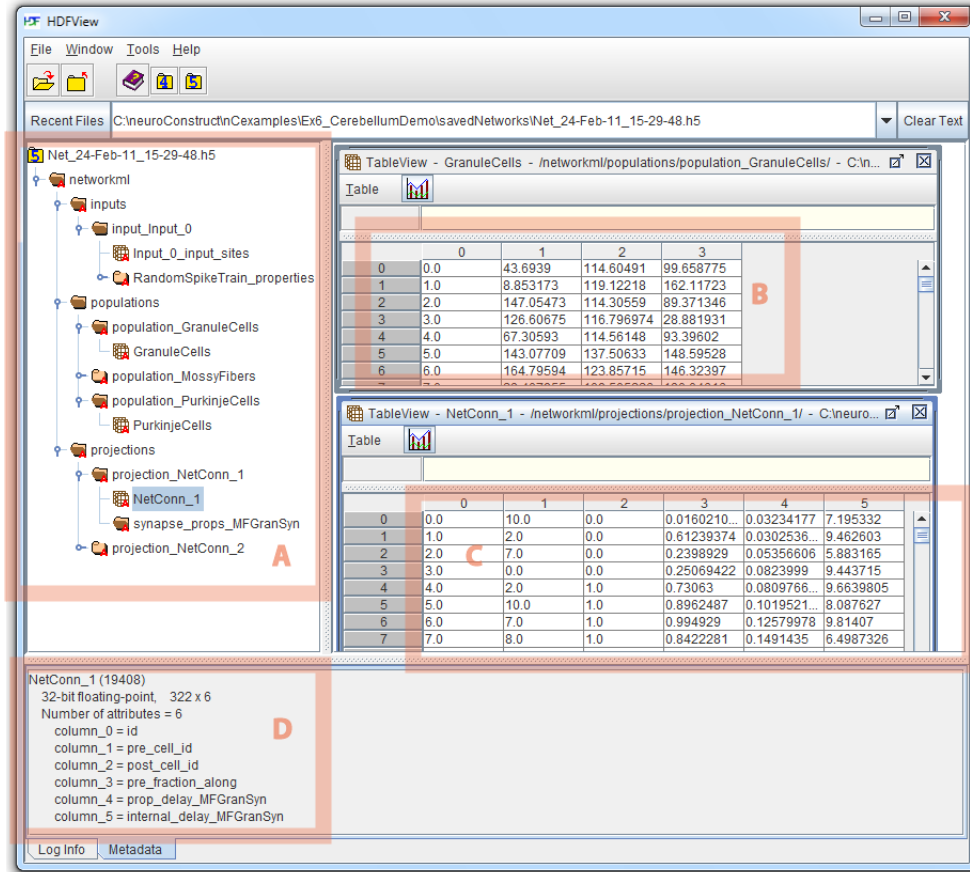 HDFView
File Window Tools Help
4 5
Recent Files C:\neuroConstruct\nCexamples\Ex6_CerebellumDemo\savedNetworks\Net_24-Feb-11_15-29-48.h5 Clear Text
5 Net_24-Feb-11_15-29-48.h5
networkml
inputs
input_Input_0
Input_0_input_sites
RandomSpikeTrain_properties
populations
population_GranuleCells
GranuleCells
population_MossyFibers
population_PurkinjeCells
PurkinjeCells
projections
projection_NetConn_1
NetConn_1
synapse_props_MFGranSyn
projection_NetConn_2
A
TableView - GranuleCells - /networkml/populations/population_GranuleCells/ - C:\n...
Table
0 1 2 3
0 0.0 43.6939 114.60491 99.658775
1 1.0 8.853173 119.12218 162.11723
2 2.0 147.05473 114.30559 89.371346
3 3.0 126.60675 116.796974 28.881931
4 4.0 67.30593 114.56148 93.39602
5 5.0 143.07709 137.50633 148.59528
6 6.0 164.79594 123.85715 146.32397
B
TableView - NetConn_1 - /networkml/projections/projection_NetConn_1/ - C:\neuro...
Table
0 1 2 3 4 5
0 0.0 10.0 0.0 0.0160210... 0.03234177 7.195332
1 1.0 2.0 0.0 0.61239374 0.0302536... 9.462603
2 2.0 7.0 0.0 0.2398929 0.05356606 5.883165
3 3.0 0.0 0.0 0.25069422 0.0823999 9.443715
4 4.0 2.0 1.0 0.73063 0.0809766... 9.6639805
5 5.0 10.0 1.0 0.8962487 0.1019521... 8.087627
6 6.0 7.0 1.0 0.994929 0.12579978 9.81407
7 7.0 8.0 1.0 0.8422281 0.1491435 6.4987326
C
NetConn_1 (19408)
32-bit floating-point, 322 x 6
Number of attributes = 6
column_0 = id
column_1 = pre_cell_id
column_2 = post_cell_id
column_3 = pre_fraction_along
column_4 = prop_delay_MFGranSyn
column_5 = internal_delay_MFGranSyn
D
Log Info Metadata